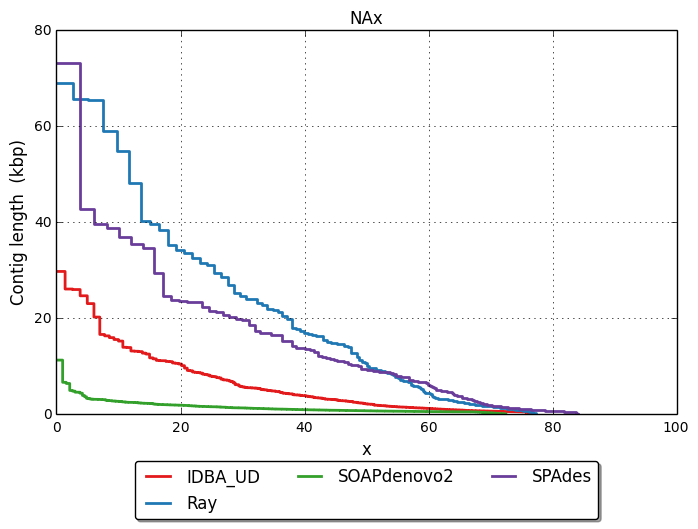 NAx
80
60
40
20
0
Contig length (kbp)
0 20 40 60 80 100
x
IDBA_UD SOAPdenovo2 SPAdes
Ray